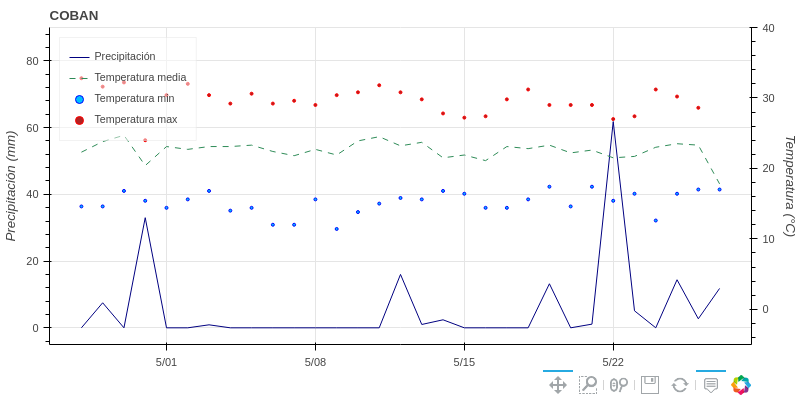 COBAN
Precipitación
Temperatura media
Temperatura min
Temperatura max
80
60
40
20
0
Precipitación (mm)
40
30
20
10
0
Temperatura (°C)
5/01
5/08
5/15
5/22